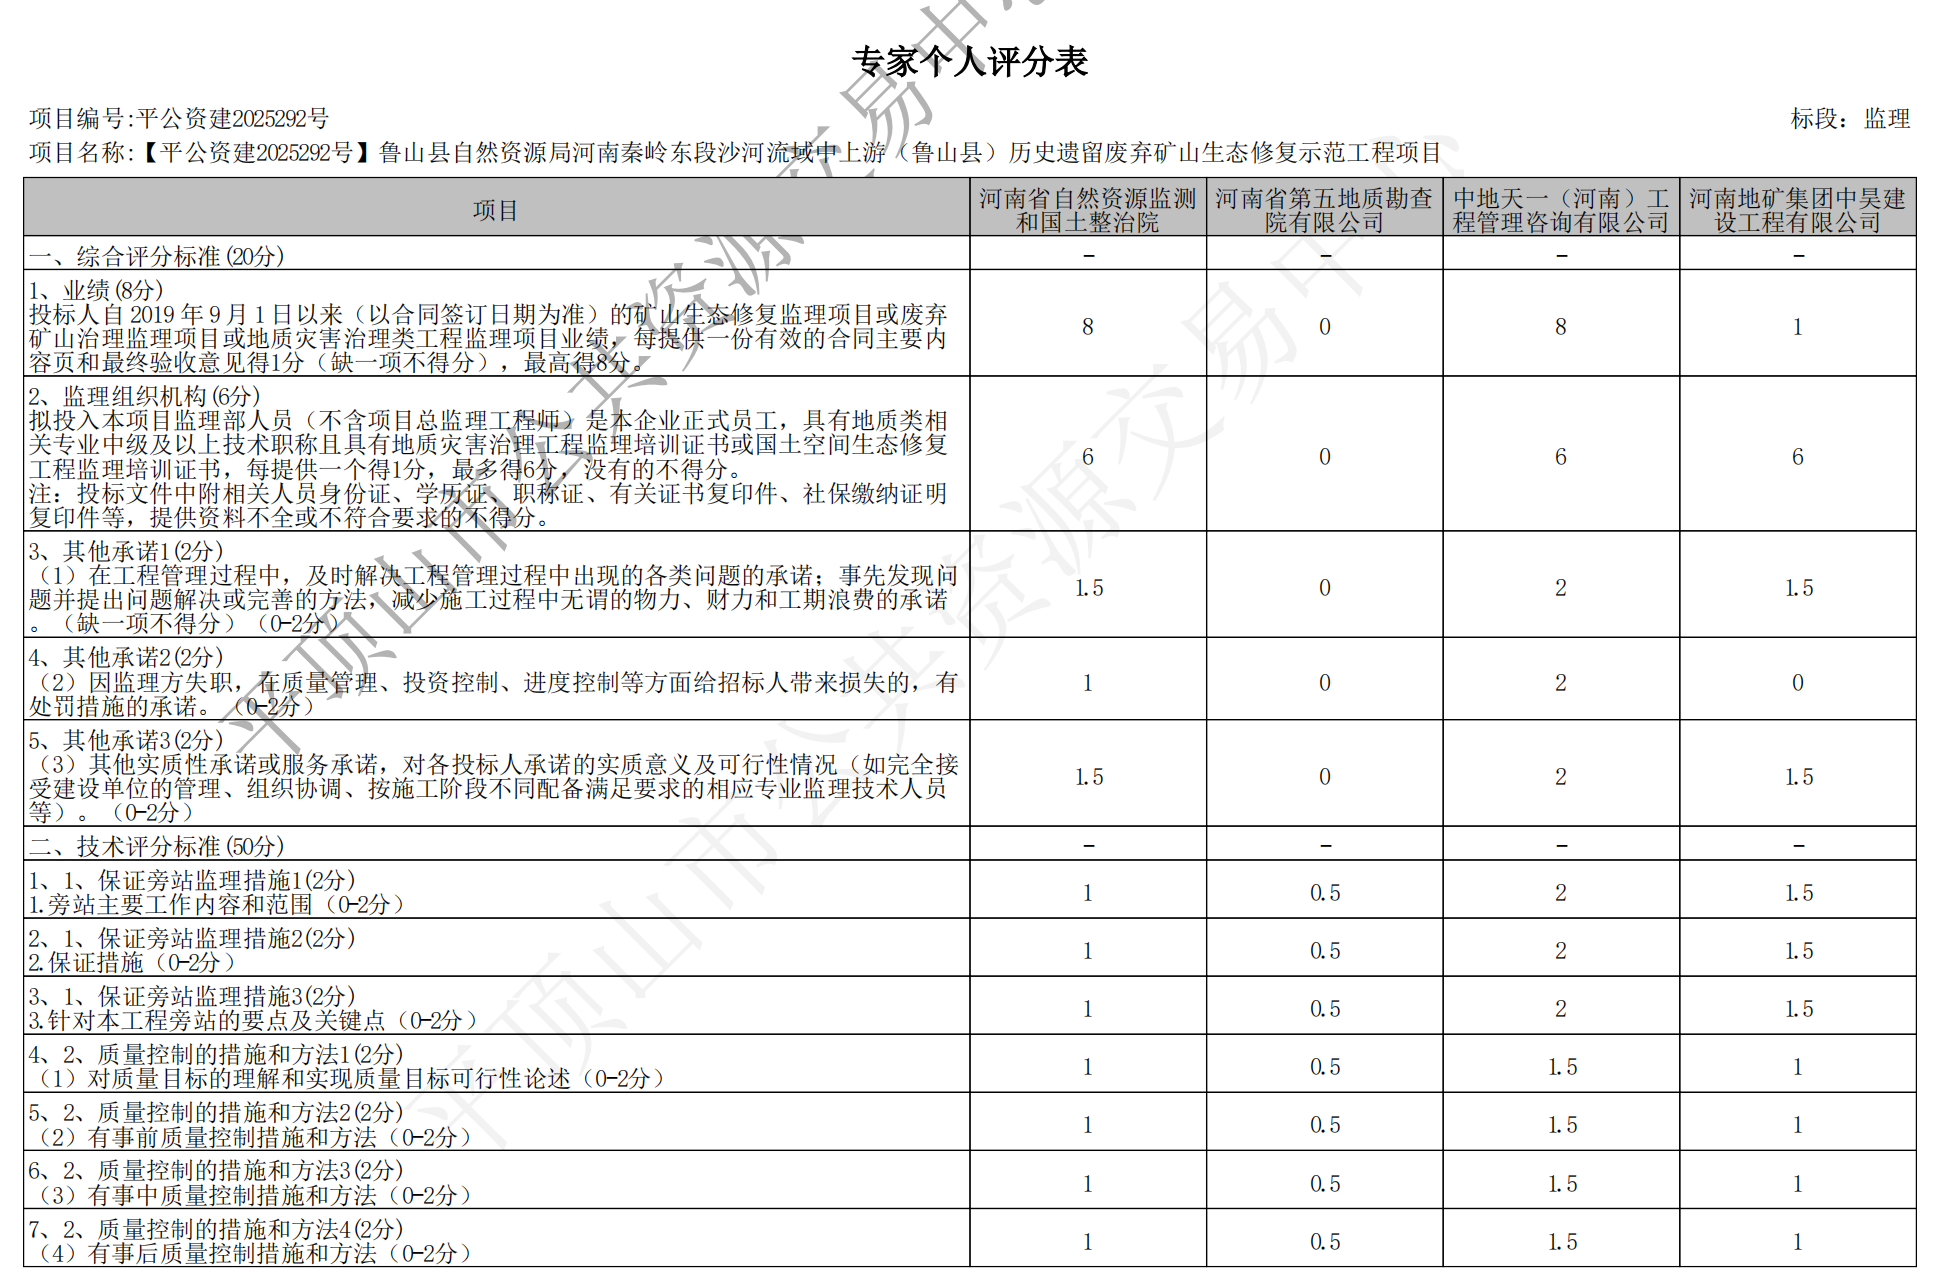 专家个人评分表
项目编号:平公资建2025292号
标段：监理
项目名称:【平公资建2025292号】鲁山县自然资源局河南秦岭东段沙河流域中上游（鲁山县）历史遗留废弃矿山生态修复示范工程项目
项目
河南省自然资源监测
和国土整治院
河南省第五地质勘查
院有限公司
中地天一（河南）工
程管理咨询有限公司
河南地矿集团中昊建
设工程有限公司
一、综合评分标准(20分)
- - - -
1、业绩(8分)
投标人自 2019 年 9 月 1 日以来（以合同签订日期为准）的矿山生态修复监理项目或废弃
矿山治理监理项目或地质灾害治理类工程监理项目业绩，每提供一份有效的合同主要内
容页和最终验收意见得1分（缺一项不得分），最高得8分。
8 0 8 1
2、监理组织机构(6分)
拟投入本项目监理部人员（不含项目总监理工程师）是本企业正式员工，具有地质类相
关专业中级及以上技术职称且具有地质灾害治理工程监理培训证书或国土空间生态修复
工程监理培训证书，每提供一个得1分，最多得6分，没有的不得分。
注：投标文件中附相关人员身份证、学历证、职称证、有关证书复印件、社保缴纳证明
复印件等，提供资料不全或不符合要求的不得分。
6 0 6 6
3、其他承诺1(2分)
（1）在工程管理过程中，及时解决工程管理过程中出现的各类问题的承诺；事先发现问
题并提出问题解决或完善的方法，减少施工过程中无谓的物力、财力和工期浪费的承诺
。（缺一项不得分）（0-2分）
1.5 0 2 1.5
4、其他承诺2(2分)
（2）因监理方失职，在质量管理、投资控制、进度控制等方面给招标人带来损失的，有
处罚措施的承诺。（0-2分）
1 0 2 0
5、其他承诺3(2分)
（3）其他实质性承诺或服务承诺，对各投标人承诺的实质意义及可行性情况（如完全接
受建设单位的管理、组织协调、按施工阶段不同配备满足要求的相应专业监理技术人员
等）。（0-2分）
1.5 0 2 1.5
二、技术评分标准(50分)
- - - -
1、1、保证旁站监理措施1(2分)
1.旁站主要工作内容和范围（0-2分）
1 0.5 2 1.5
2、1、保证旁站监理措施2(2分)
2.保证措施（0-2分）
1 0.5 2 1.5
3、1、保证旁站监理措施3(2分)
3.针对本工程旁站的要点及关键点（0-2分）
1 0.5 2 1.5
4、2、质量控制的措施和方法1(2分)
（1）对质量目标的理解和实现质量目标可行性论述（0-2分）
1 0.5 1.5 1
5、2、质量控制的措施和方法2(2分)
（2）有事前质量控制措施和方法（0-2分）
1 0.5 1.5 1
6、2、质量控制的措施和方法3(2分)
（3）有事中质量控制措施和方法（0-2分）
1 0.5 1.5 1
7、2、质量控制的措施和方法4(2分)
（4）有事后质量控制措施和方法（0-2分）
1 0.5 1.5 1
平顶山市公共资源交易中
平顶山市公共资源交易中